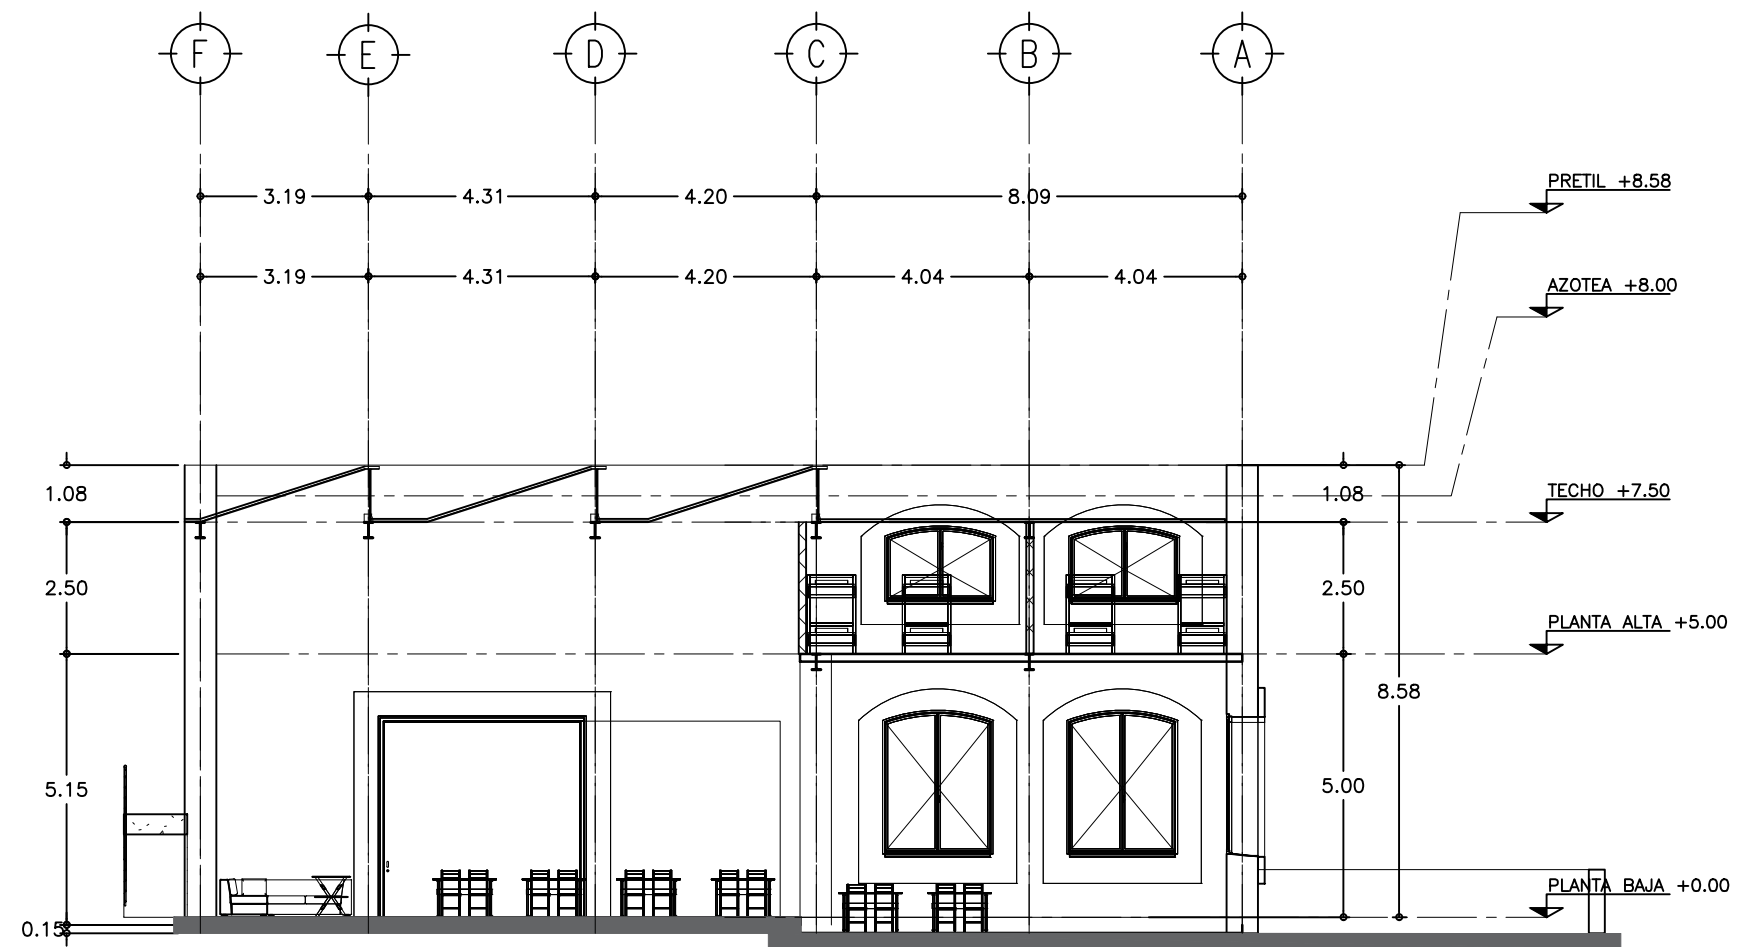 F E D C B A
PRETIL +8.58
3.19 4.31 4.20 8.09
3.19 4.31 4.20 4.04 4.04
AZOTEA +8.00
1.08 1.08 TECHO +7.50
2.50 2.50
PLANTA ALTA +5.00
8.58
5.15 5.00
PLANTA BAJA +0.00
0.15